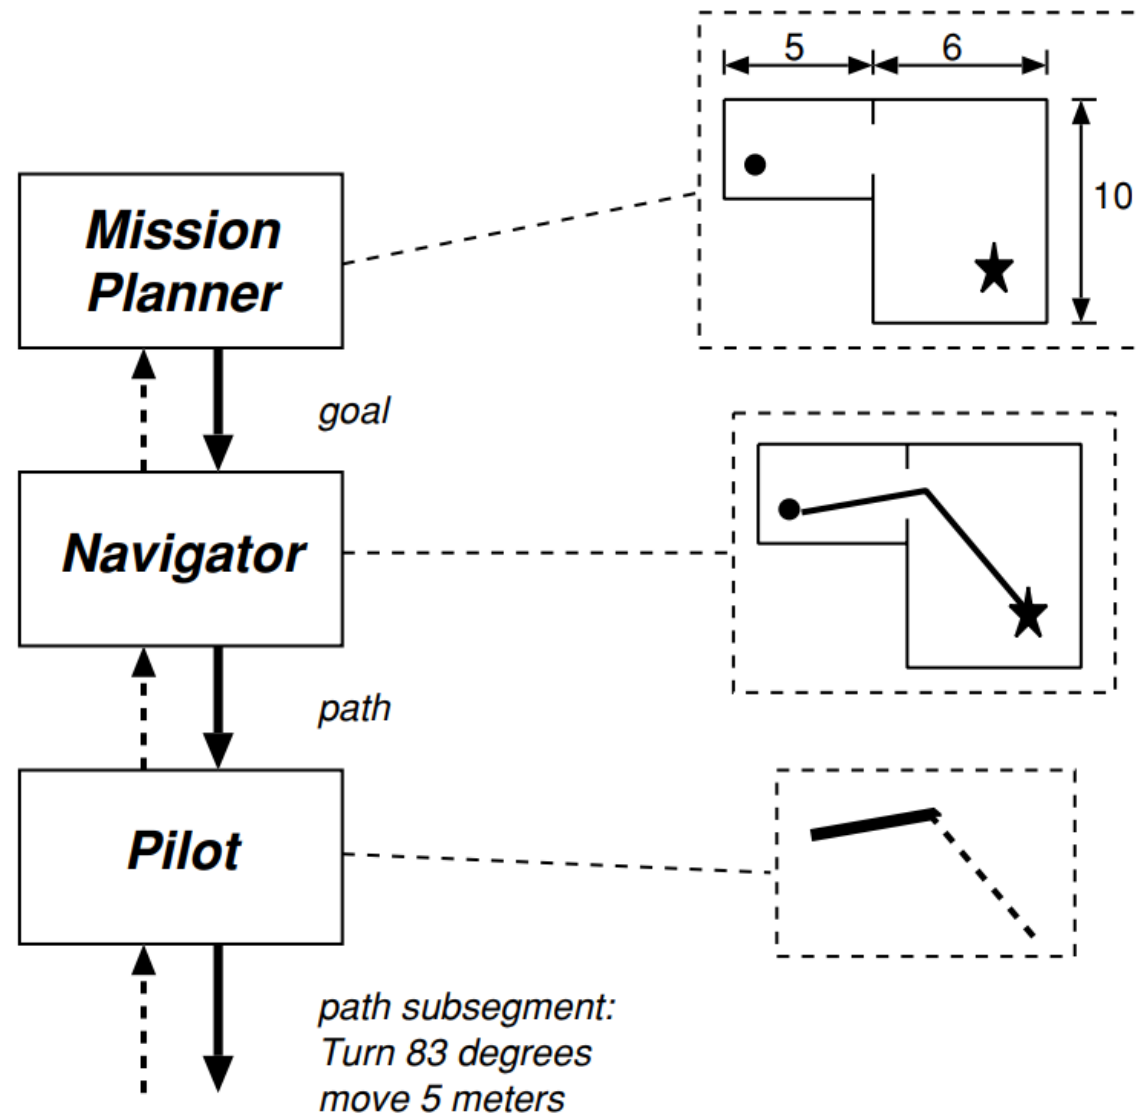 5
6
10
Mission
Planner
goal
Navigator
path
Pilot
path subsegment:
Turn 83 degrees
move 5 meters